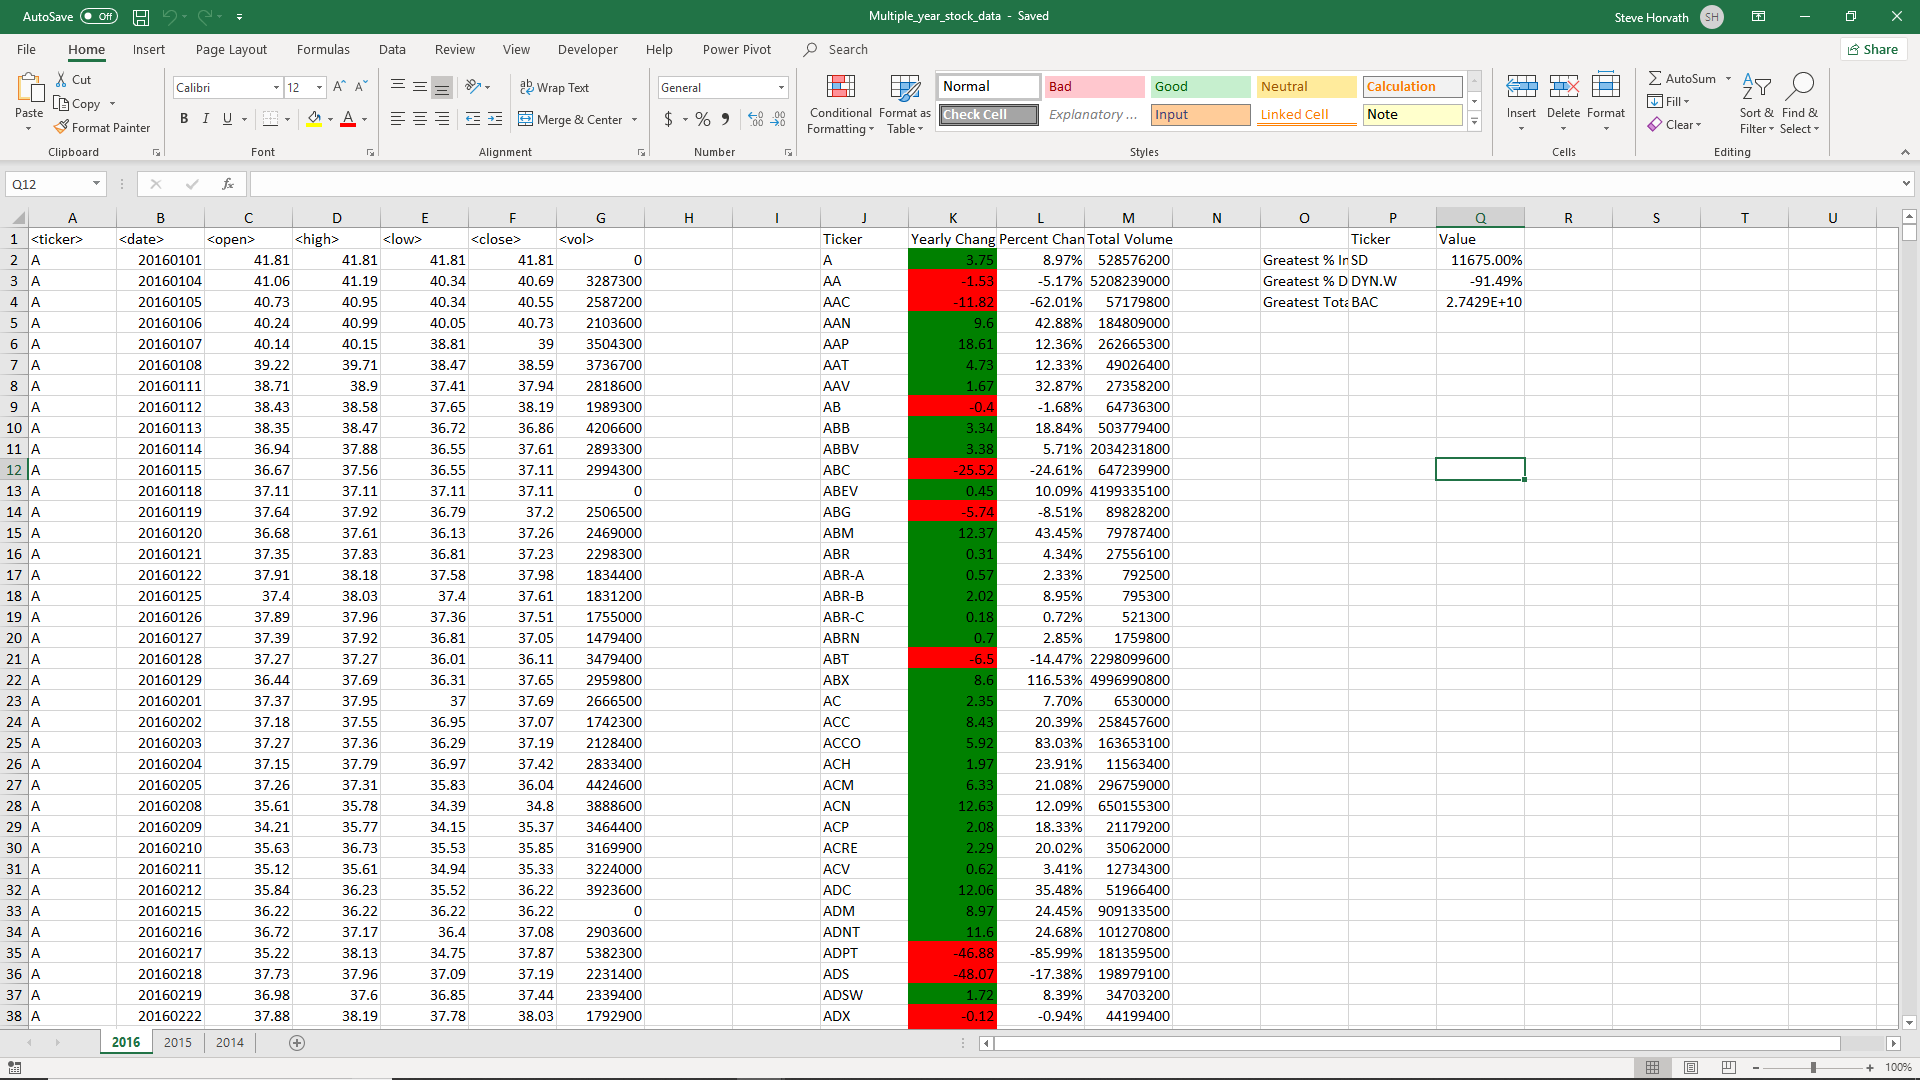 AutoSave Off Multiple_year_stock_data - Saved Steve Horvath SH
File Home Insert Page Layout Formulas Data Review View Developer Help Power Pivot Search Share
Paste Cut Copy Format Painter Clipboard
Calibri 12 B I U A Font
Wrap Text Merge & Center Alignment
General $ % Number
Conditional Formatting Format as Table
Normal Bad Good Neutral Calculation
Check Cell Explanatory ... Input Linked Cell Note
Styles
Insert Delete Format Cells
AutoSum Fill Clear Sort & Filter Find & Select Editing
Q12 fx
A B C D E F G H I J K L M N O P Q R S T U
1 <ticker> <date> <open> <high> <low> <close> <vol> Ticker Yearly Chang Percent Chan Total Volume Ticker Value
2 A 20160101 41.81 41.81 41.81 41.81 0 A 3.75 8.97% 528576200 Greatest % In SD 11675.00%
3 A 20160104 41.06 41.19 40.34 40.69 3287300 AA -1.53 -5.17% 5208239000 Greatest % D DYN.W -91.49%
4 A 20160105 40.73 40.95 40.34 40.55 2587200 AAC -11.82 -62.01% 57179800 Greatest Tota BAC 2.7429E+10
5 A 20160106 40.24 40.99 40.05 40.73 2103600 AAN 9.6 42.88% 184809000
6 A 20160107 40.14 40.15 38.81 39 3504300 AAP 18.61 12.36% 262665300
7 A 20160108 39.22 39.71 38.47 38.59 3736700 AAT 4.73 12.33% 49026400
8 A 20160111 38.71 38.9 37.41 37.94 2818600 AAV 1.67 32.87% 27358200
9 A 20160112 38.43 38.58 37.65 38.19 1989300 AB -0.4 -1.68% 64736300
10 A 20160113 38.35 38.47 36.72 36.86 4206600 ABB 3.34 18.84% 503779400
11 A 20160114 36.94 37.88 36.55 37.61 2893300 ABBV 3.38 5.71% 2034231800
12 A 20160115 36.67 37.56 36.55 37.11 2994300 ABC -25.52 -24.61% 647239900
13 A 20160118 37.11 37.11 37.11 37.11 0 ABEV 0.45 10.09% 4199335100
14 A 20160119 37.64 37.92 36.79 37.2 2506500 ABG -5.74 -8.51% 89828200
15 A 20160120 36.68 37.61 36.13 37.26 2469000 ABM 12.37 43.45% 79787400
16 A 20160121 37.35 37.83 36.81 37.23 2298300 ABR 0.31 4.34% 27556100
17 A 20160122 37.91 38.18 37.58 37.98 1834400 ABR-A 0.57 2.33% 792500
18 A 20160125 37.4 38.03 37.4 37.61 1831200 ABR-B 2.02 8.95% 795300
19 A 20160126 37.89 37.96 37.36 37.51 1755000 ABR-C 0.18 0.72% 521300
20 A 20160127 37.39 37.92 36.81 37.05 1479400 ABRN 0.7 2.85% 1759800
21 A 20160128 37.27 37.27 36.01 36.11 3479400 ABT -6.5 -14.47% 2298099600
22 A 20160129 36.44 37.69 36.31 37.65 2959800 ABX 8.6 116.53% 4996990800
23 A 20160201 37.37 37.95 37 37.69 2666500 AC 2.35 7.70% 6530000
24 A 20160202 37.18 37.55 36.95 37.07 1742300 ACC 8.43 20.39% 258457600
25 A 20160203 37.27 37.36 36.29 37.19 2128400 ACCO 5.92 83.03% 163653100
26 A 20160204 37.15 37.79 36.97 37.42 2833400 ACH 1.97 23.91% 11563400
27 A 20160205 37.26 37.31 35.83 36.04 4424600 ACM 6.33 21.08% 296759000
28 A 20160208 35.61 35.78 34.39 34.8 3888600 ACN 12.63 12.09% 650155300
29 A 20160209 34.21 35.77 34.15 35.37 3464400 ACP 2.08 18.33% 21179200
30 A 20160210 35.63 36.73 35.53 35.85 3169900 ACRE 2.29 20.02% 35062000
31 A 20160211 35.12 35.61 34.94 35.33 3224000 ACV 0.62 3.41% 12734300
32 A 20160212 35.84 36.23 35.52 36.22 3923600 ADC 12.06 35.48% 51966400
33 A 20160215 36.22 36.22 36.22 36.22 0 ADM 8.97 24.45% 909133500
34 A 20160216 36.72 37.17 36.4 37.08 2903600 ADNT 11.6 24.68% 101270800
35 A 20160217 35.22 38.13 34.75 37.87 5382300 ADPT -46.88 -85.99% 181359500
36 A 20160218 37.73 37.96 37.09 37.19 2231400 ADS -48.07 -17.38% 198979100
37 A 20160219 36.98 37.6 36.85 37.44 2339400 ADSW 1.72 8.39% 34703200
38 A 20160222 37.88 38.19 37.78 38.03 1792900 ADX -0.12 -0.94% 44199400
2016 2015 2014
100%